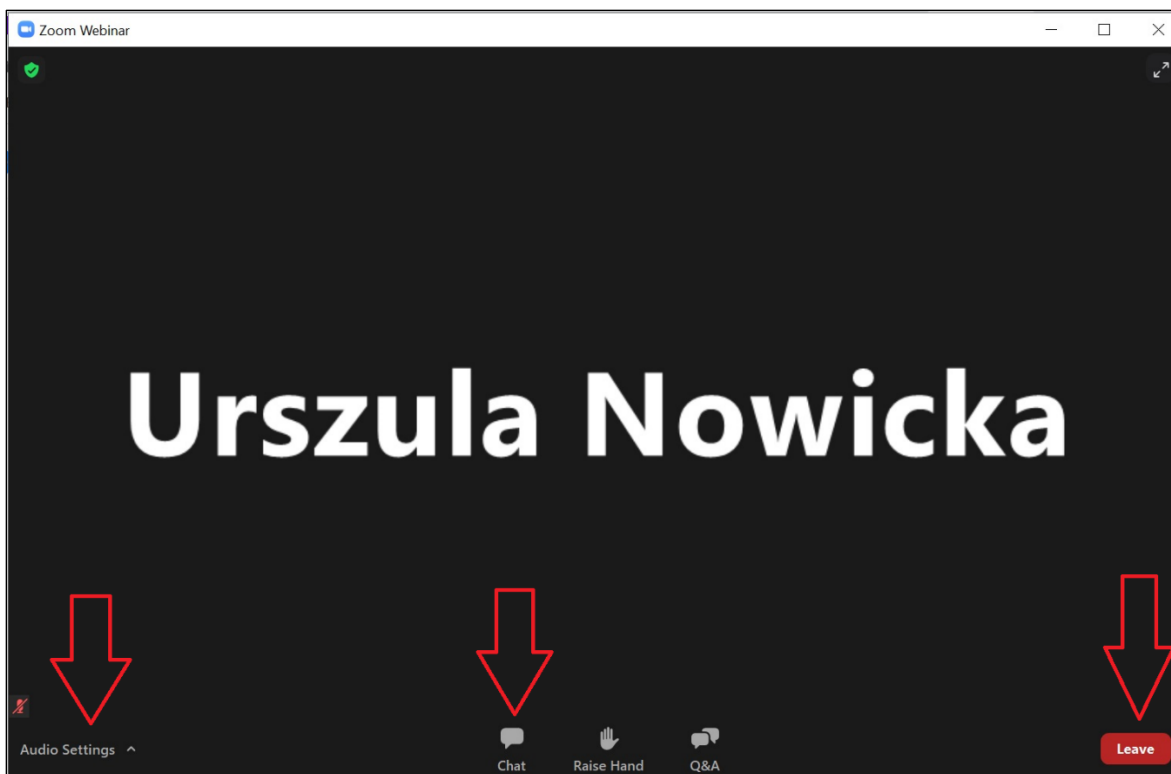 Zoom Webinar
Urszula Nowicka
Audio Settings
Chat
Raise Hand
Q&A
Leave